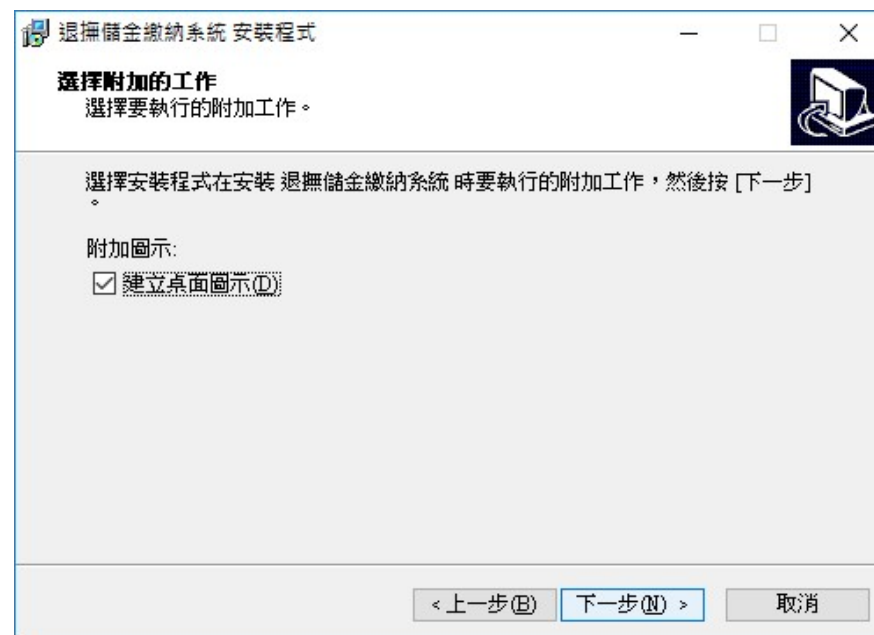 退撫儲金繳納系統 安裝程式
選擇附加的工作
選擇要執行的附加工作。
選擇安裝程式在安裝 退撫儲金繳納系統 時要執行的附加工作，然後按 [下一步]
。
附加圖示:
建立桌面圖示(D)
<上一步(B) 下一步(N) > 取消